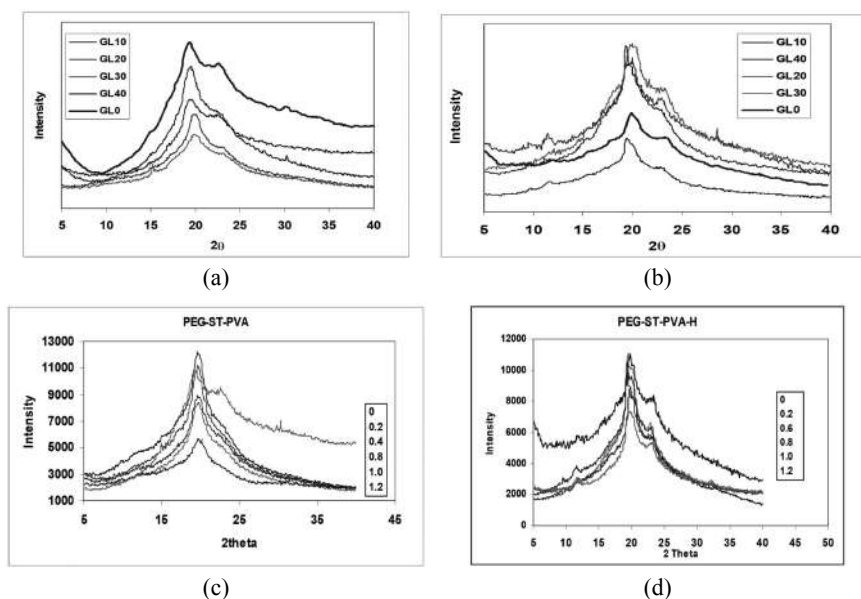 GL10
GL20
GL30
GL40
GL0
Intensity
5 10 15 20 25 30 35 40
2θ
(a)
GL10
GL40
GL20
GL30
GL0
Intensity
5 10 15 20 25 30 35 40
2θ
(b)
PEG-ST-PVA
13000
11000
9000
7000
5000
3000
1000
Intensity
0
0.2
0.4
0.8
1.0
1.2
5 15 25 35 45
2theta
(c)
PEG-ST-PVA-H
12000
10000
8000
6000
4000
2000
0
intensity
0
0.2
0.6
0.8
1.0
1.2
5 10 15 20 25 30 35 40 45 50
2 Theta
(d)